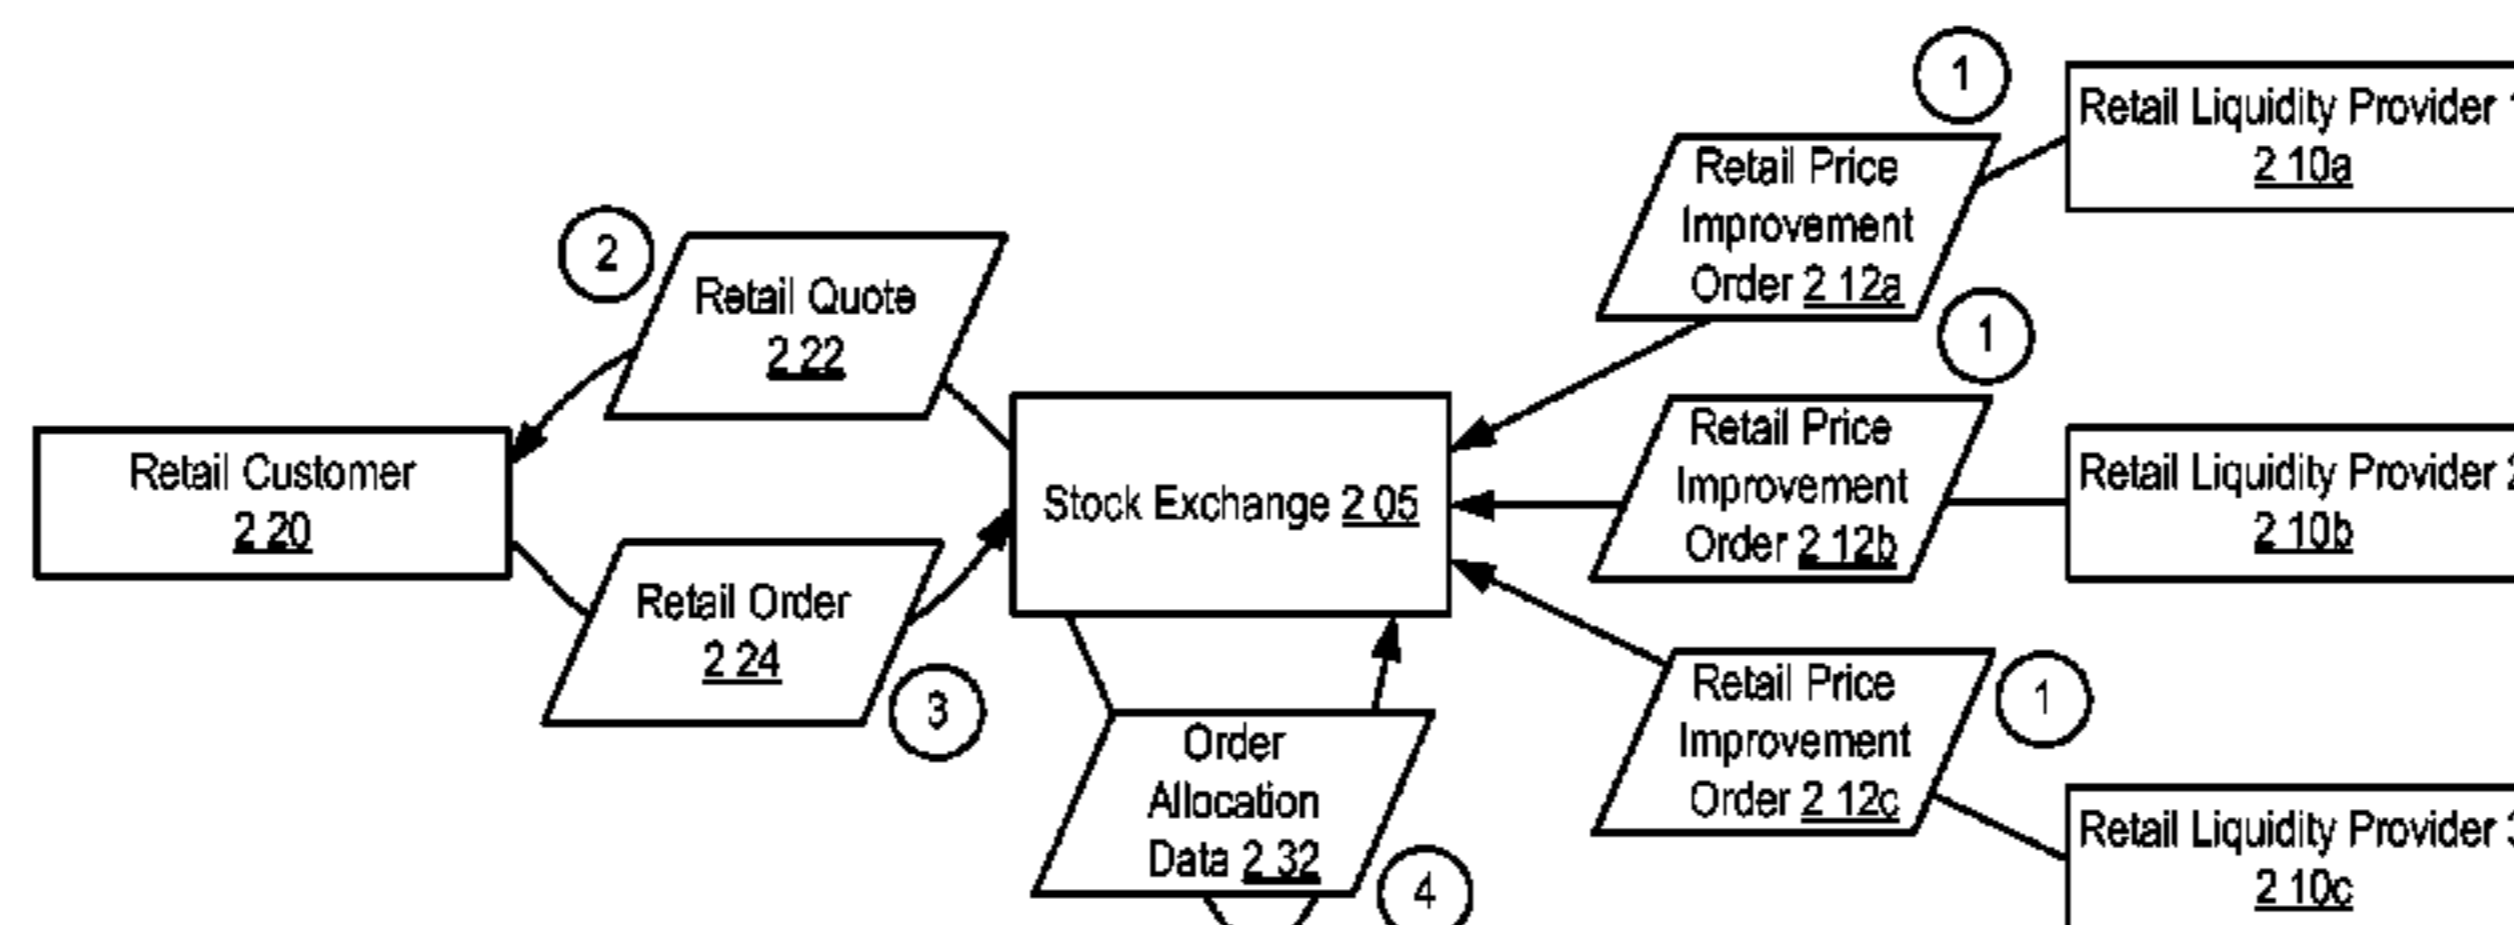 1
Retail Liquidity Provider 1
2 10a
Retail Price
Improvement
Order 2 12a
2
Retail Quote
2 22
1
Retail Price
Improvement
Order 2 12b
Retail Liquidity Provider 2
2 10b
Retail Customer
2 20
Stock Exchange 2 05
Retail Order
2 24
3
Retail Price
Improvement
Order 2 12c
1
Order
Allocation
Data 2 32
4
Retail Liquidity Provider 3
2 10c